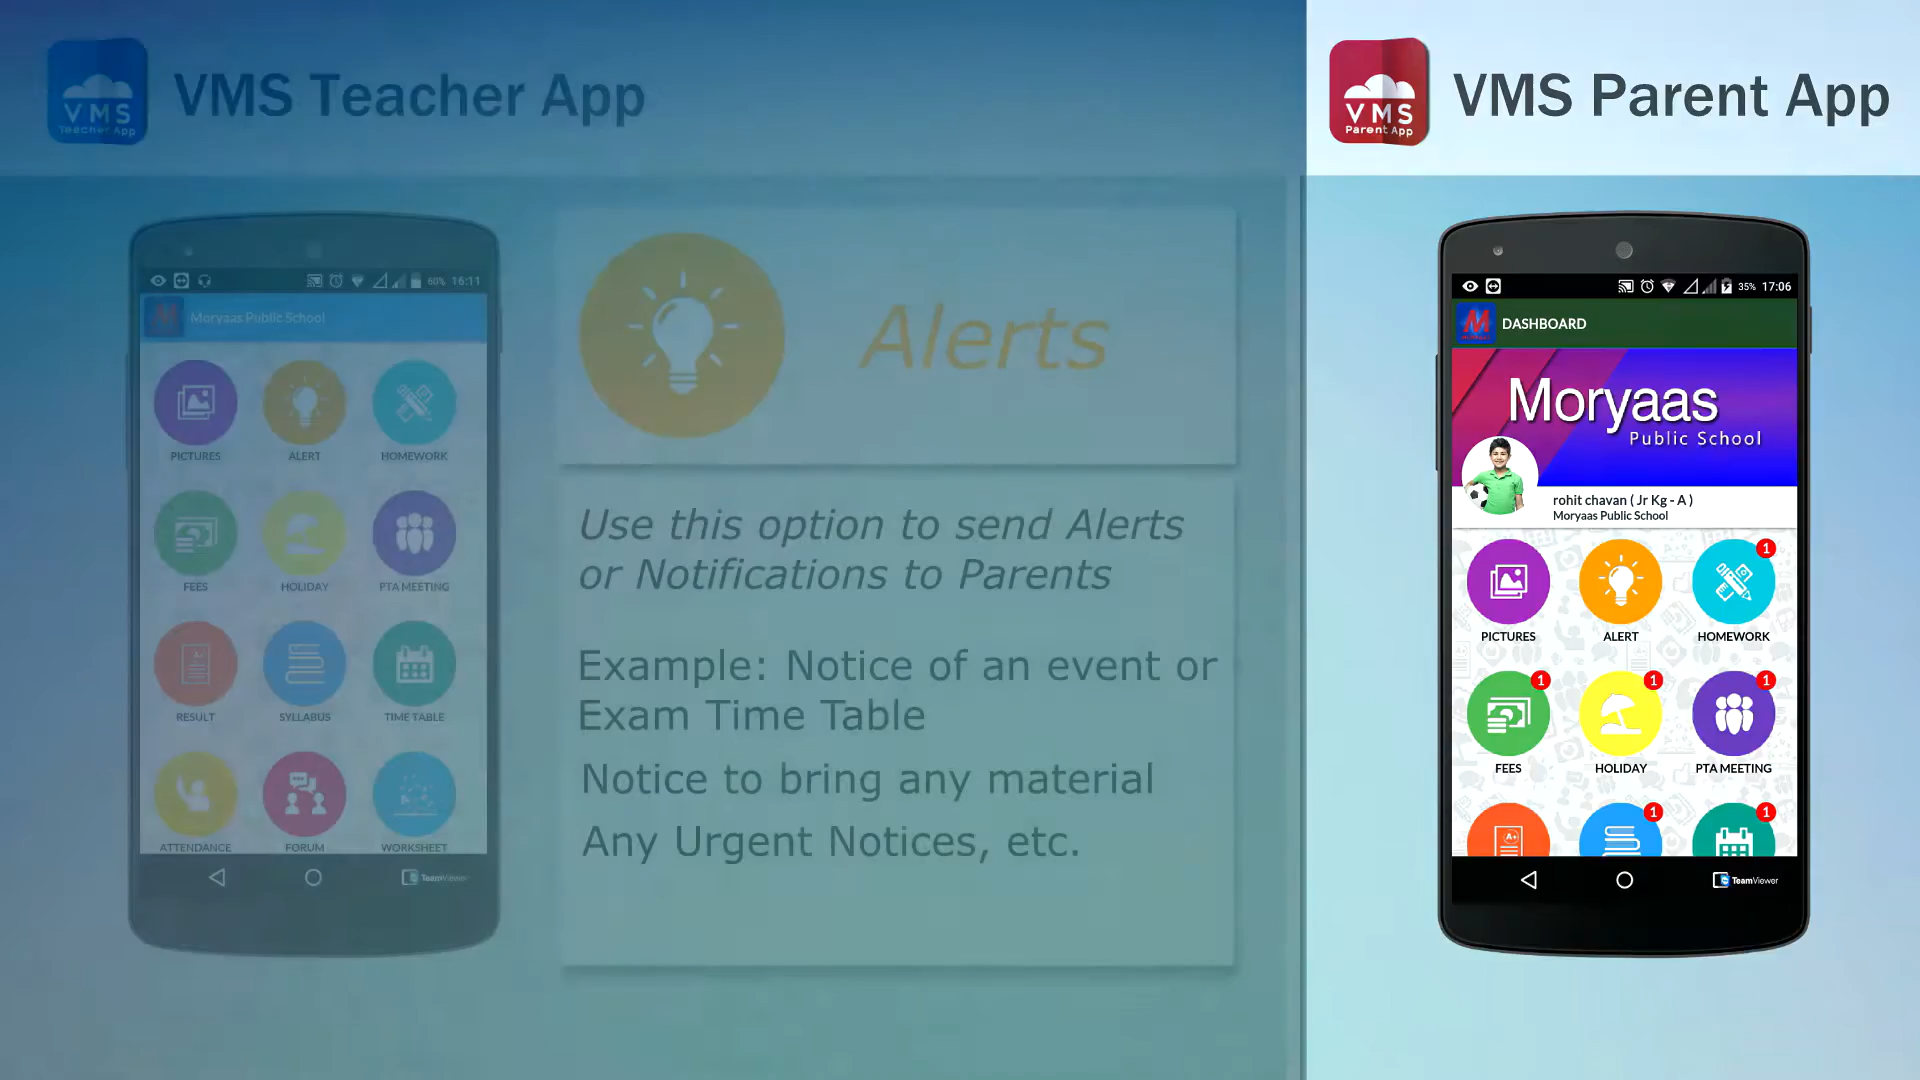 VMS
Teacher App
VMS Teacher App
60% 16:11
Moryaas Public School
PICTURES
ALERT
HOMEWORK
FEES
HOLIDAY
PTA MEETING
RESULT
SYLLABUS
TIME TABLE
ATTENDANCE
FORUM
WORKSHEET
TeamViewer
Alerts
Use this option to send Alerts
or Notifications to Parents
Example: Notice of an event or
Exam Time Table
Notice to bring any material
Any Urgent Notices, etc.
VMS
Parent App
VMS Parent App
35% 17:06
M
DASHBOARD
Moryaas
Public School
rohit chavan ( Jr Kg - A )
Moryaas Public School
PICTURES
ALERT
1
HOMEWORK
1
FEES
1
HOLIDAY
1
PTA MEETING
A+
1
1
TeamViewer